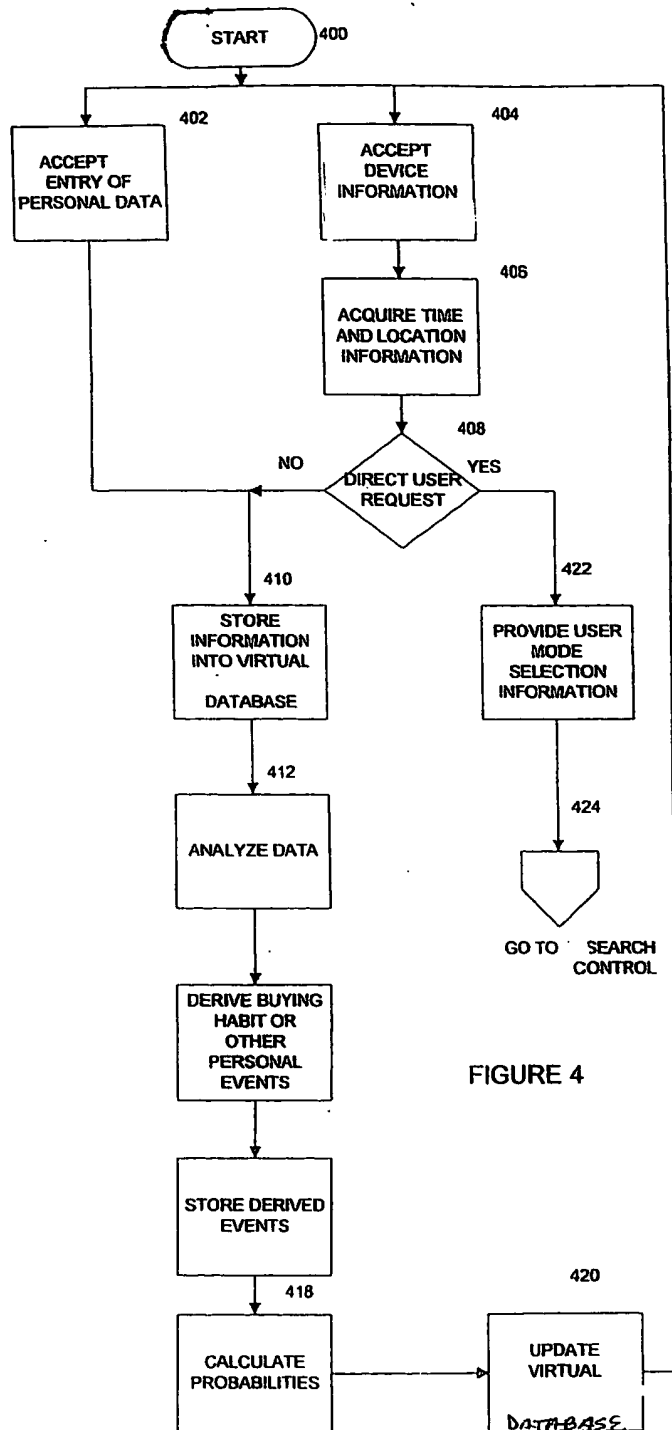 START
400
402
404
ACCEPT
ENTRY OF
PERSONAL DATA
ACCEPT
DEVICE
INFORMATION
406
ACQUIRE TIME
AND LOCATION
INFORMATION
408
NO
DIRECT USER
REQUEST
YES
410
422
STORE
INFORMATION
INTO VIRTUAL
DATABASE
PROVIDE USER
MODE
SELECTION
INFORMATION
412
424
ANALYZE DATA
GO TO SEARCH
CONTROL
DERIVE BUYING
HABIT OR
OTHER
PERSONAL
EVENTS
FIGURE 4
STORE DERIVED
EVENTS
418
420
CALCULATE
PROBABILITIES
UPDATE
VIRTUAL
DATABASE